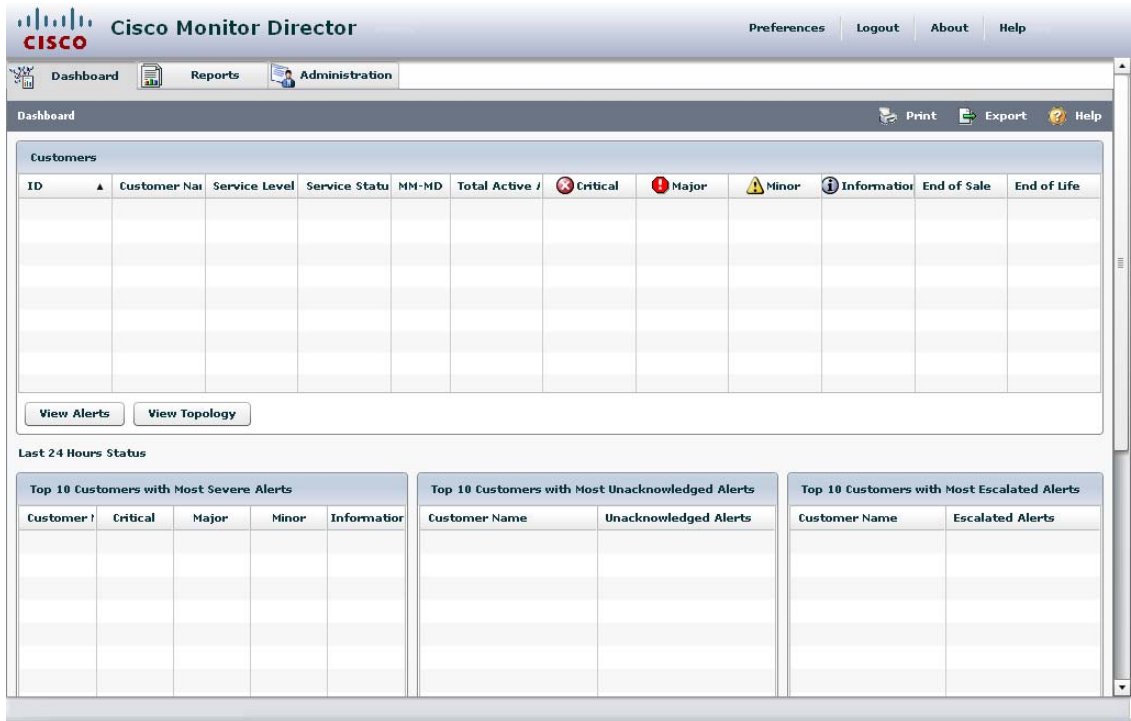 CISCO Cisco Monitor Director Preferences Logout About Help
Dashboard Reports Administration
Dashboard Print Export Help
Customers
ID Customer Nar Service Level Service Statu MM-MD Total Active Critical Major Minor Information End of Sale End of Life
View Alerts View Topology
Last 24 Hours Status
Top 10 Customers with Most Severe Alerts Top 10 Customers with Most Unacknowledged Alerts Top 10 Customers with Most Escalated Alerts
Customer Critical Major Minor Information Customer Name Unacknowledged Alerts Customer Name Escalated Alerts